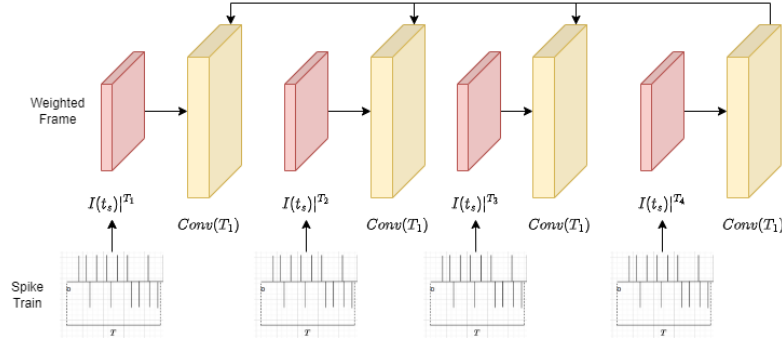 Weighted
Frame
I(t_s)|^{T_1}
I(t_s)|^{T_2}
I(t_s)|^{T_3}
I(t_s)|^{T_4}
Conv(T_1)
Conv(T_1)
Conv(T_1)
Conv(T_1)
Spike
Train
T
T
T
T